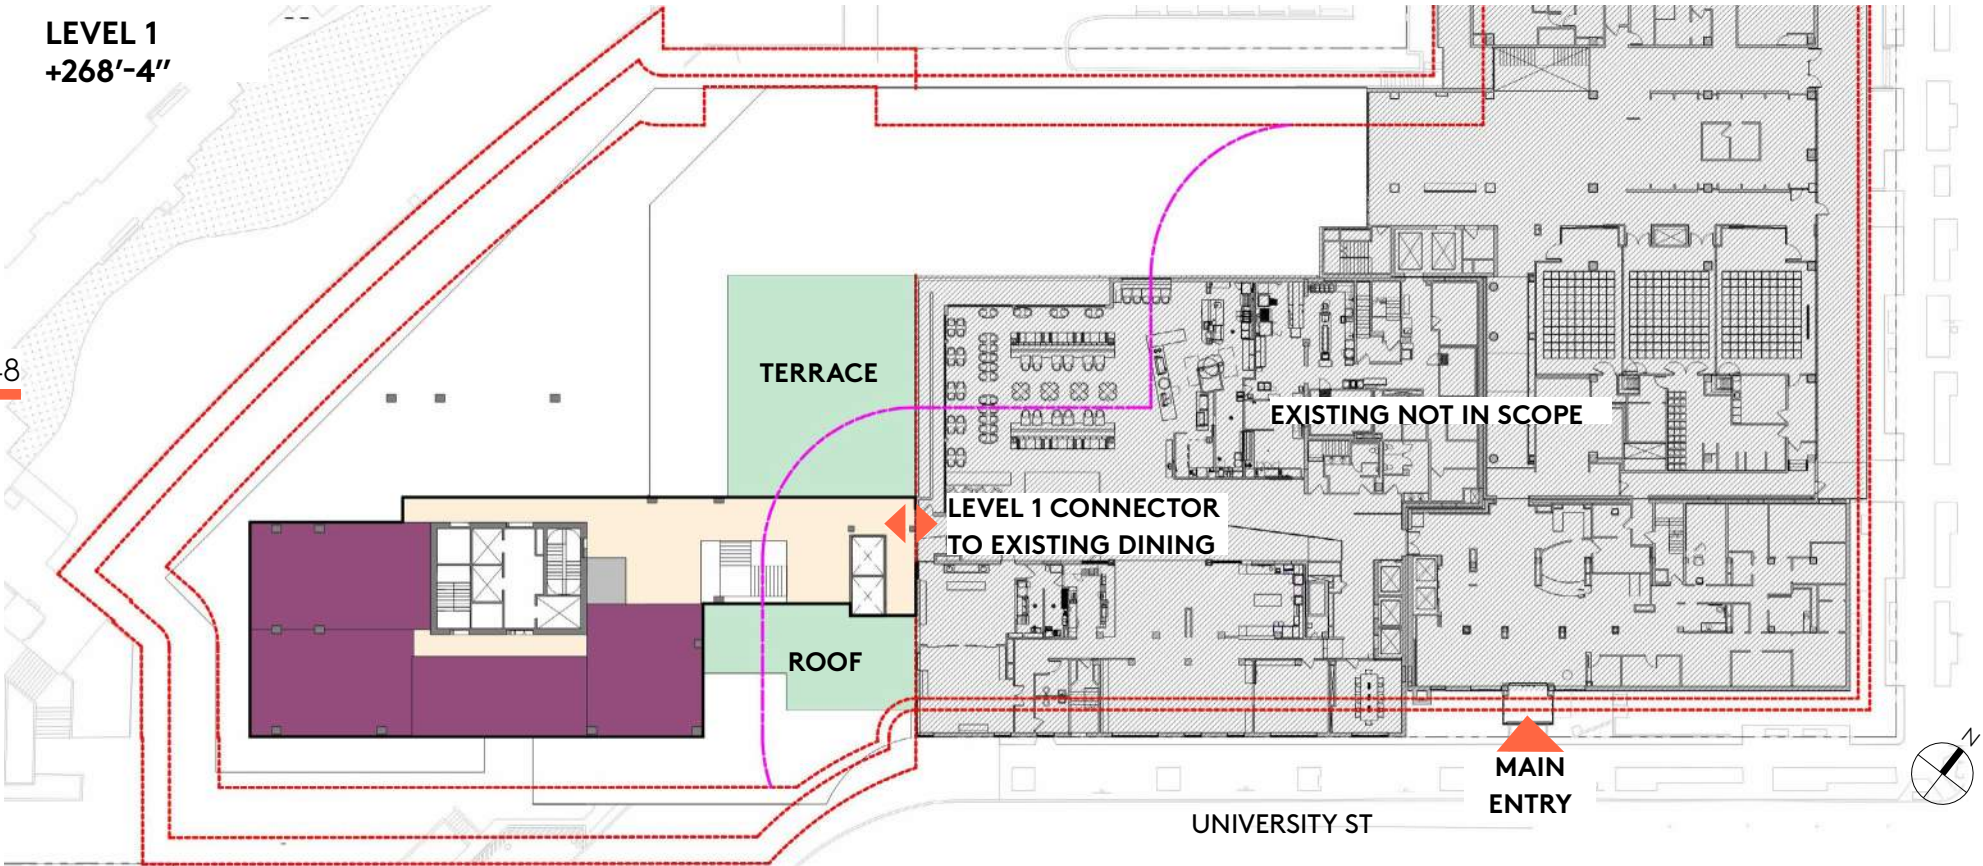 LEVEL 1
+268'-4"
8
TERRACE
EXISTING NOT IN SCOPE
LEVEL 1 CONNECTOR
TO EXISTING DINING
ROOF
MAIN
ENTRY
UNIVERSITY ST
N